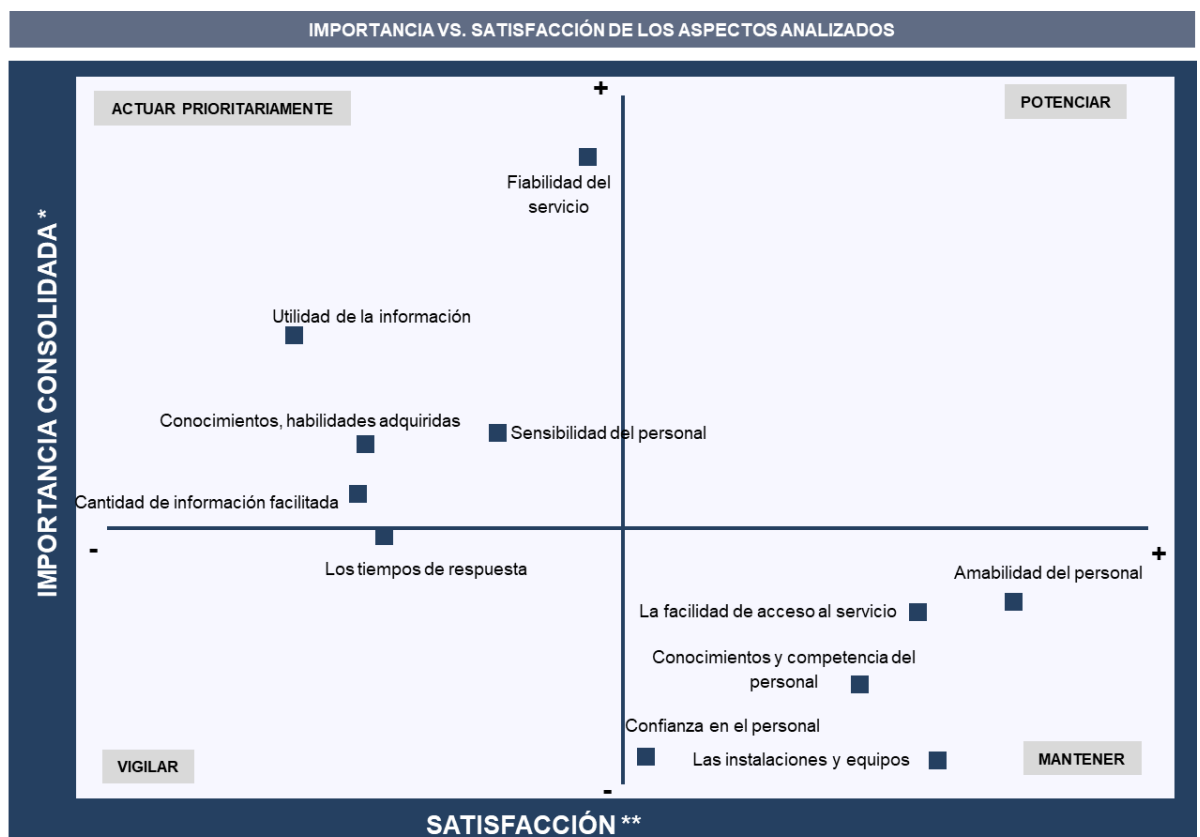 IMPORTANCIA VS. SATISFACCIÓN DE LOS ASPECTOS ANALIZADOS
ACTUAR PRIORITARIAMENTE
+
POTENCIAR
Fiabilidad del
servicio
IMPORTANCIA CONSOLIDADA *
Utilidad de la información
Conocimientos, habilidades adquiridas
Sensibilidad del personal
Cantidad de información facilitada
-
+
Los tiempos de respuesta
Amabilidad del personal
La facilidad de acceso al servicio
Conocimientos y competencia del
personal
Confianza en el personal
Las instalaciones y equipos
VIGILAR
MANTENER
-
SATISFACCIÓN **